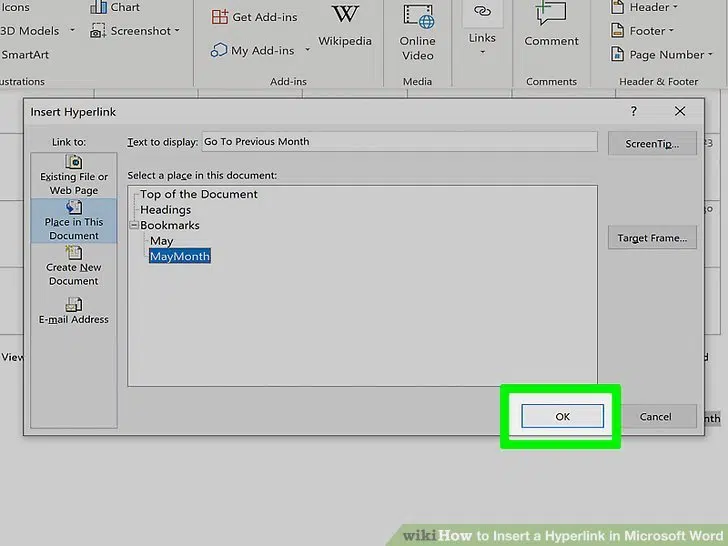 Icons
Chart
3D Models
Screenshot
SmartArt
Get Add-ins
My Add-ins
W
Wikipedia
Online
Video
Links
Comment
Header
Footer
Page Number
Add-ins
Media
Comments
Header & Footer
Insert Hyperlink
?
Link to:
Text to display:
Go To Previous Month
ScreenTip...
Existing File or
Web Page
Place in This
Document
Create New
Document
E-mail Address
Select a place in this document:
Top of the Document
Headings
Bookmarks
May
MayMonth
Target Frame...
View
OK
Cancel
wikiHow to Insert a Hyperlink in Microsoft Word